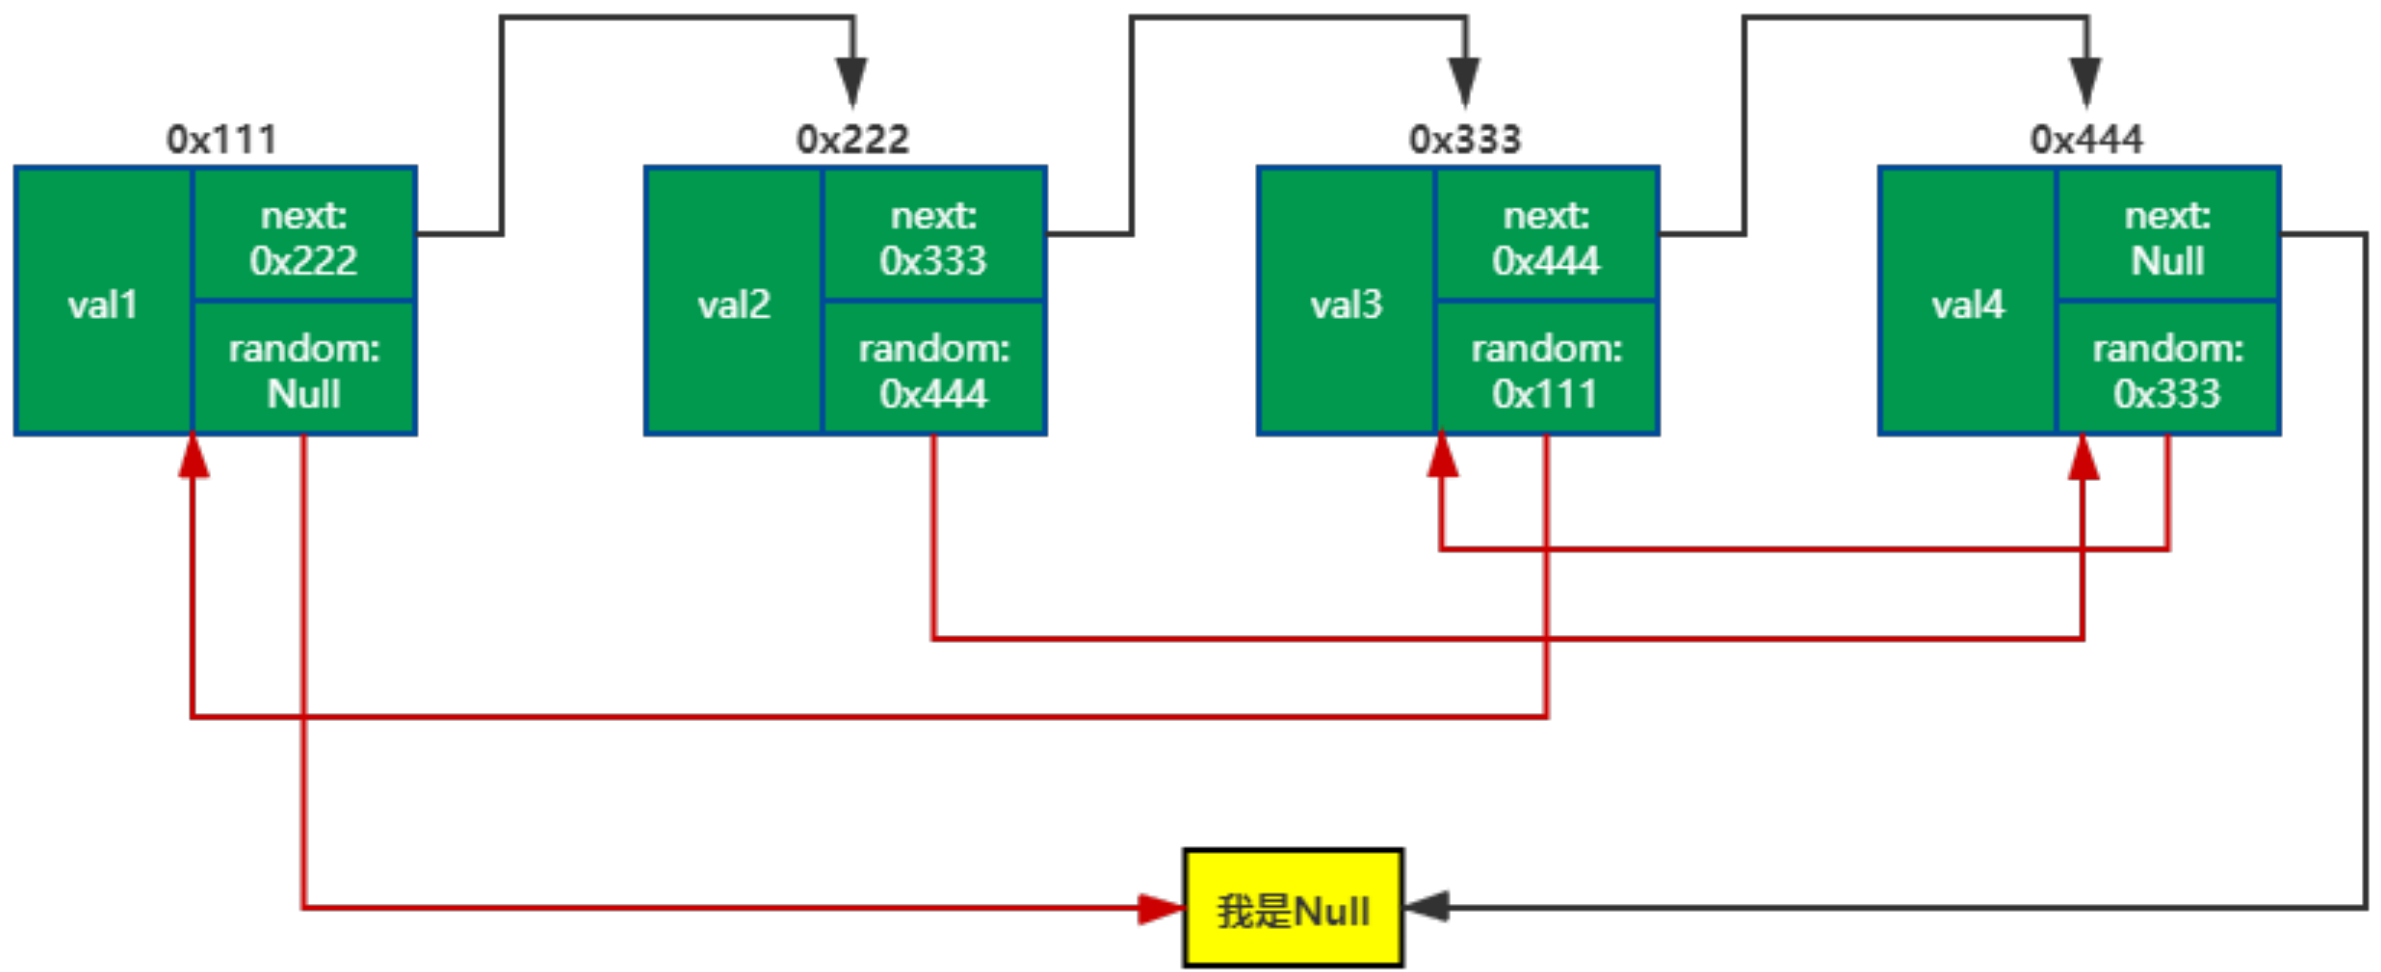 0x111
0x222
0x333
0x444
val1
next:
0x222
random:
Null
val2
next:
0x333
random:
0x444
val3
next:
0x444
random:
0x111
val4
next:
Null
random:
0x333
我是Null